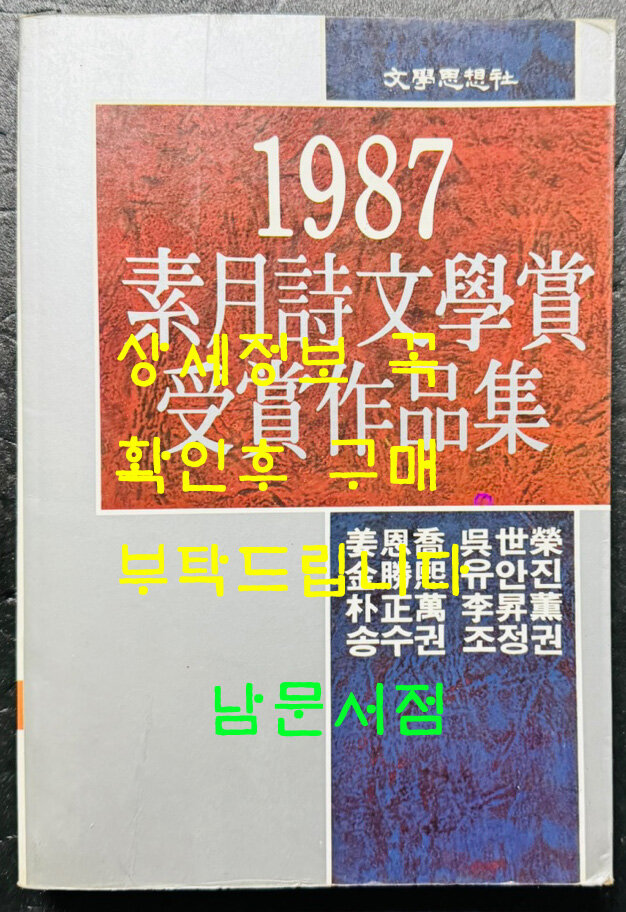 文學思想社
1987
素月詩文學賞
受賞作品集
상세정보 꼭
확인후 구매
부탁드립니다
姜恩喬 吳世榮
金勝熙 유안진
朴正萬 李昇薰
송수권 조정권
남문서점